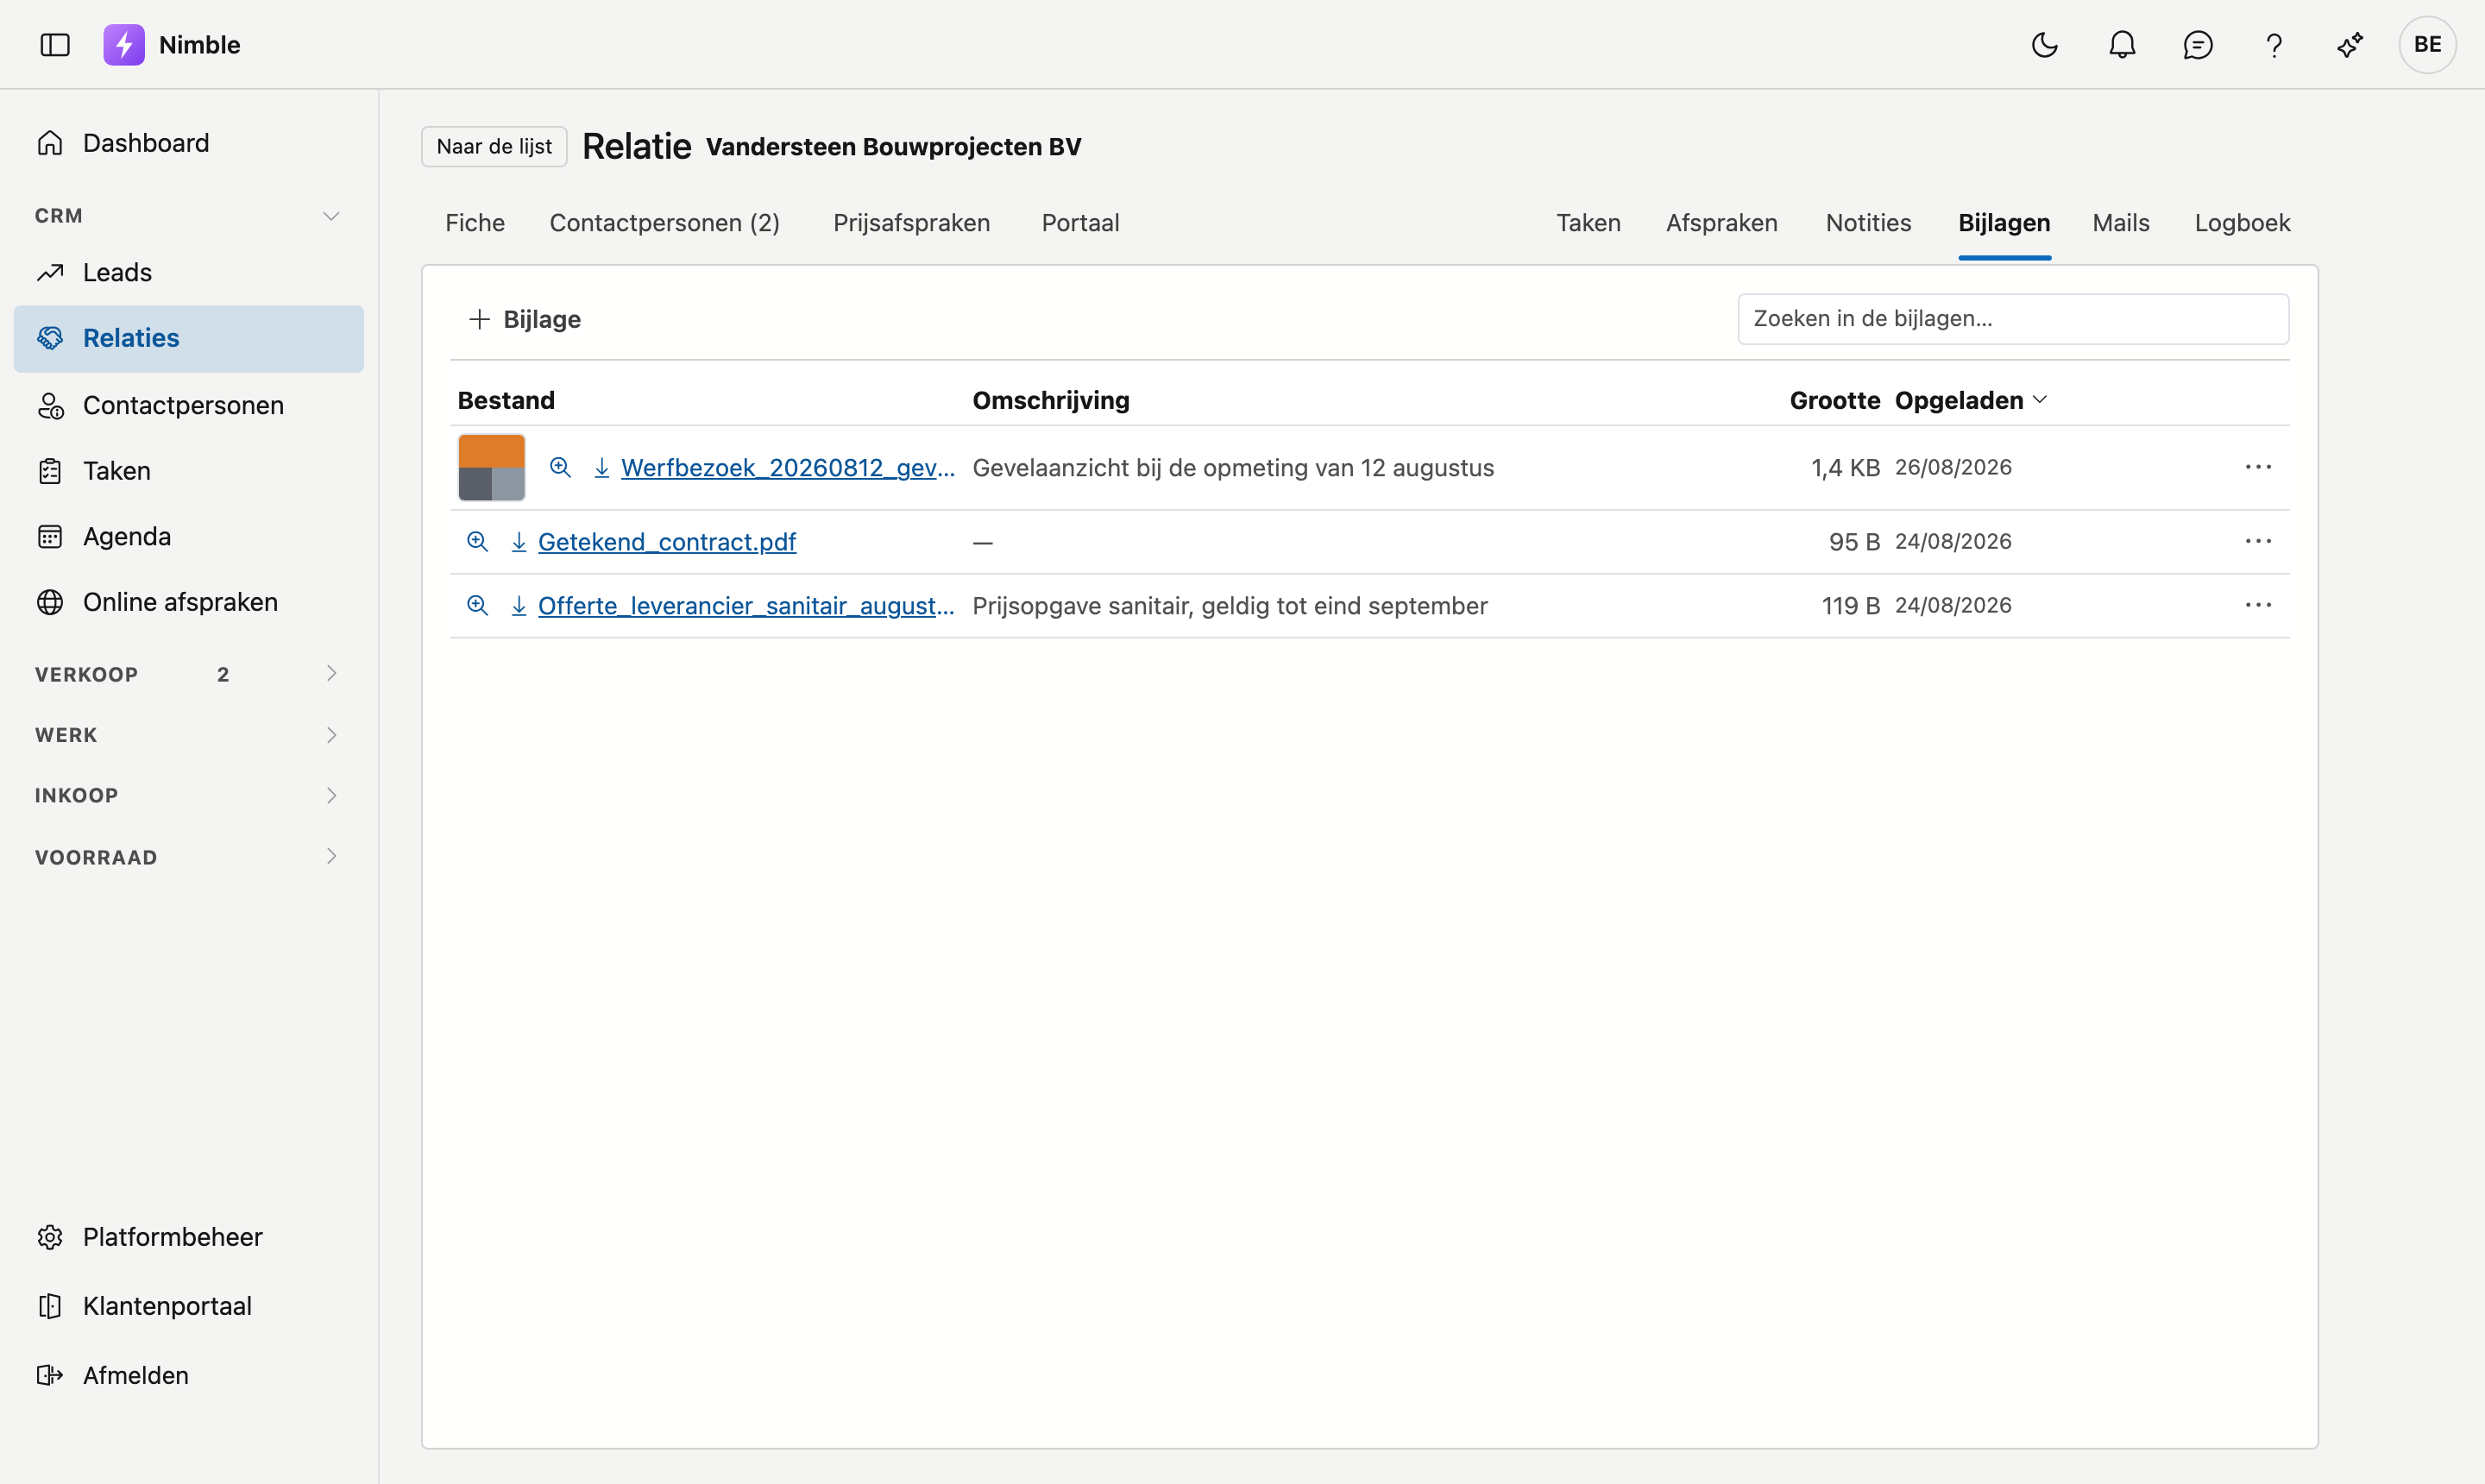 Nimble
BE
Dashboard
CRM
Leads
Relaties
Contactpersonen
Taken
Agenda
Online afspraken
VERKOOP 2
WERK
INKOOP
VOORRAAD
Platformbeheer
Klantenportaal
Afmelden
Naar de lijst Relatie Vandersteen Bouwprojecten BV
Fiche Contactpersonen (2) Prijsafspraken Portaal Taken Afspraken Notities Bijlagen Mails Logboek
Bijlage Zoeken in de bijlagen...
Bestand Omschrijving Grootte Opgeladen
Werfbezoek_20260812_gev... Gevelaanzicht bij de opmeting van 12 augustus 1,4 KB 26/08/2026
Getekend_contract.pdf — 95 B 24/08/2026
Offerte_leverancier_sanitair_august... Prijsopgave sanitair, geldig tot eind september 119 B 24/08/2026